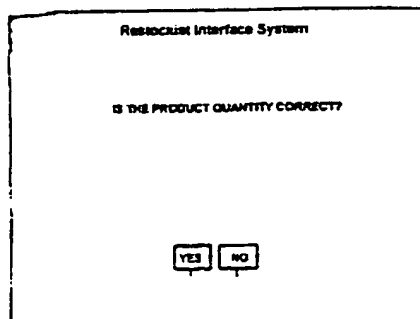 Restockist Interface System
IS THE PRODUCT QUANTITY CORRECT?
YES NO